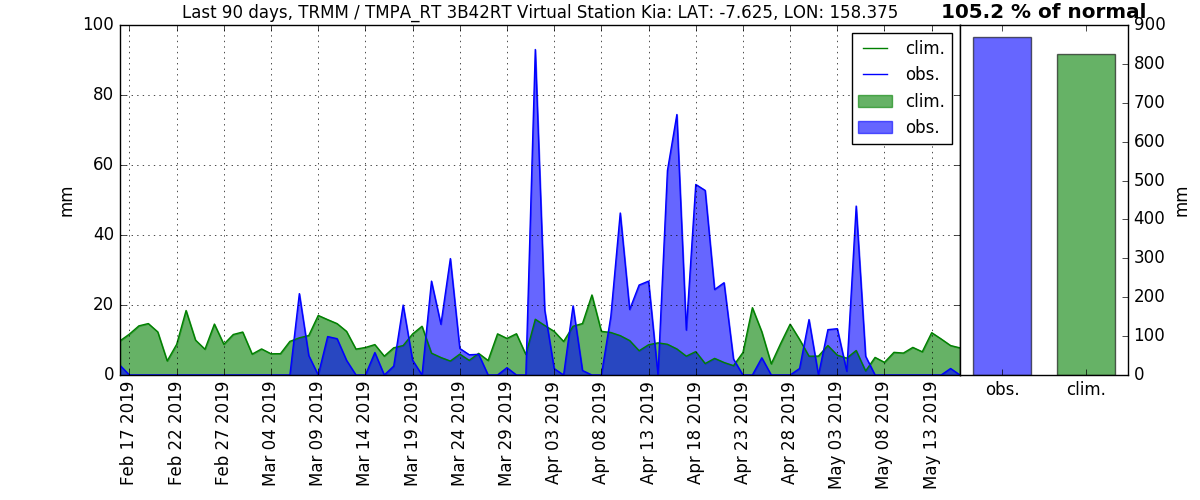 Last 90 days, TRMM / TMPA_RT 3B42RT Virtual Station Kia: LAT: -7.625, LON: 158.375
105.2 % of normal
100
80
60
40
20
0
mm
clim.
obs.
clim.
obs.
900
800
700
600
500
400
300
200
100
0
mm
Feb 17 2019
Feb 22 2019
Feb 27 2019
Mar 04 2019
Mar 09 2019
Mar 14 2019
Mar 19 2019
Mar 24 2019
Mar 29 2019
Apr 03 2019
Apr 08 2019
Apr 13 2019
Apr 18 2019
Apr 23 2019
Apr 28 2019
May 03 2019
May 08 2019
May 13 2019
obs.
clim.